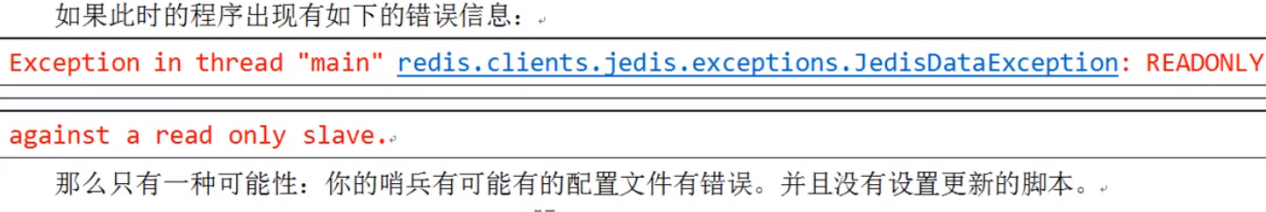 如果此时的程序出现有如下的错误信息：
Exception in thread "main" redis.clients.jedis.exceptions.JedisDataException: READONLY
against a read only slave.
那么只有一种可能性：你的哨兵有可能有的配置文件有错误。并且没有设置更新的脚本。